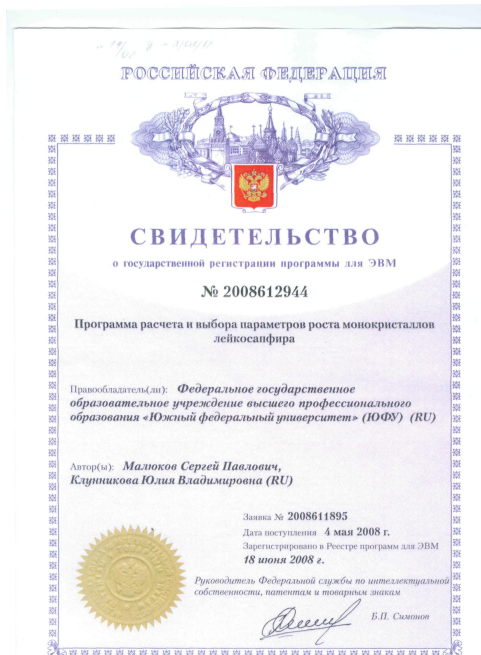 РОССИЙСКАЯ ФЕДЕРАЦИЯ
СВИДЕТЕЛЬСТВО
о государственной регистрации программы для ЭВМ
№ 2008612944
Программа расчета и выбора параметров роста монокристаллов
лейкосапфира
Правообладатель(ли): Федеральное государственное
образовательное учреждение высшего профессионального
образования «Южный федеральный университет» (ЮФУ) (RU)
Автор(ы): Малюков Сергей Павлович,
Клунникова Юлия Владимировна (RU)
Заявка № 2008611895
Дата поступления 4 мая 2008 г.
Зарегистрировано в Реестре программ для ЭВМ
18 июня 2008 г.
Руководитель Федеральной службы по интеллектуальной
собственности, патентам и товарным знакам
Б.П. Симонов